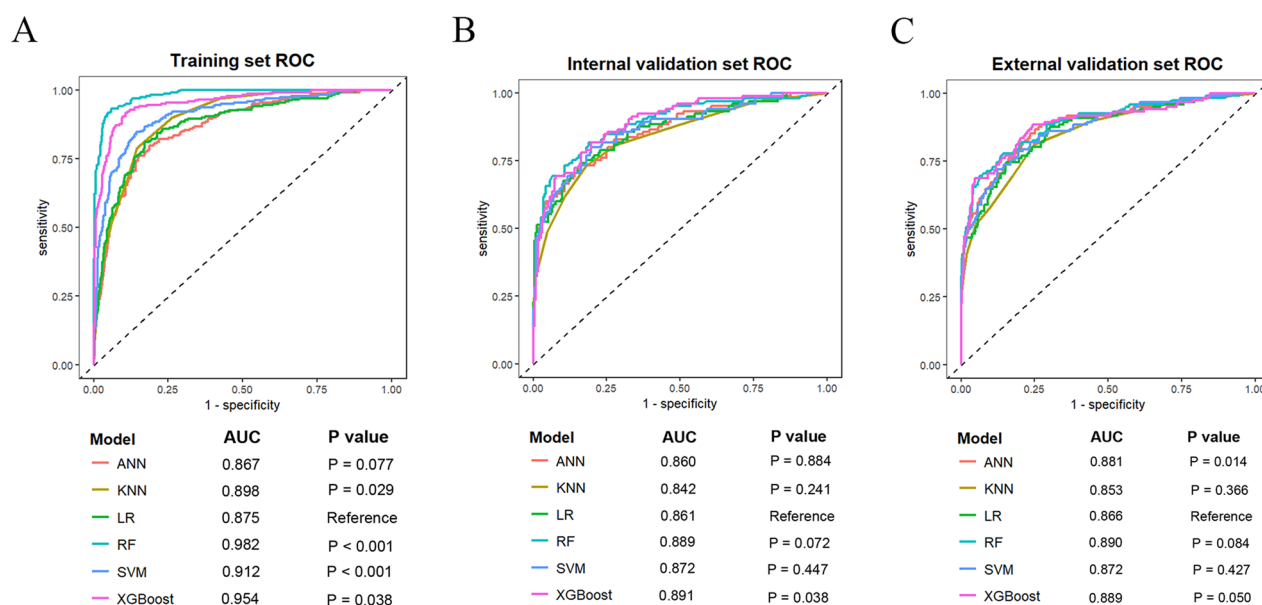 A
Training set ROC
1.00
0.75
0.50
0.25
0.00
sensitivity
0.00 0.25 0.50 0.75 1.00
1 - specificity
Model AUC P value
ANN 0.867 P = 0.077
KNN 0.898 P = 0.029
LR 0.875 Reference
RF 0.982 P < 0.001
SVM 0.912 P < 0.001
XGBoost 0.954 P = 0.038
B
Internal validation set ROC
1.00
0.75
0.50
0.25
0.00
sensitivity
0.00 0.25 0.50 0.75 1.00
1 - specificity
Model AUC P value
ANN 0.860 P = 0.884
KNN 0.842 P = 0.241
LR 0.861 Reference
RF 0.889 P = 0.072
SVM 0.872 P = 0.447
XGBoost 0.891 P = 0.038
C
External validation set ROC
1.00
0.75
0.50
0.25
0.00
sensitivity
0.00 0.25 0.50 0.75 1.00
1 - specificity
Model AUC P value
ANN 0.881 P = 0.014
KNN 0.853 P = 0.366
LR 0.866 Reference
RF 0.890 P = 0.084
SVM 0.872 P = 0.427
XGBoost 0.889 P = 0.050